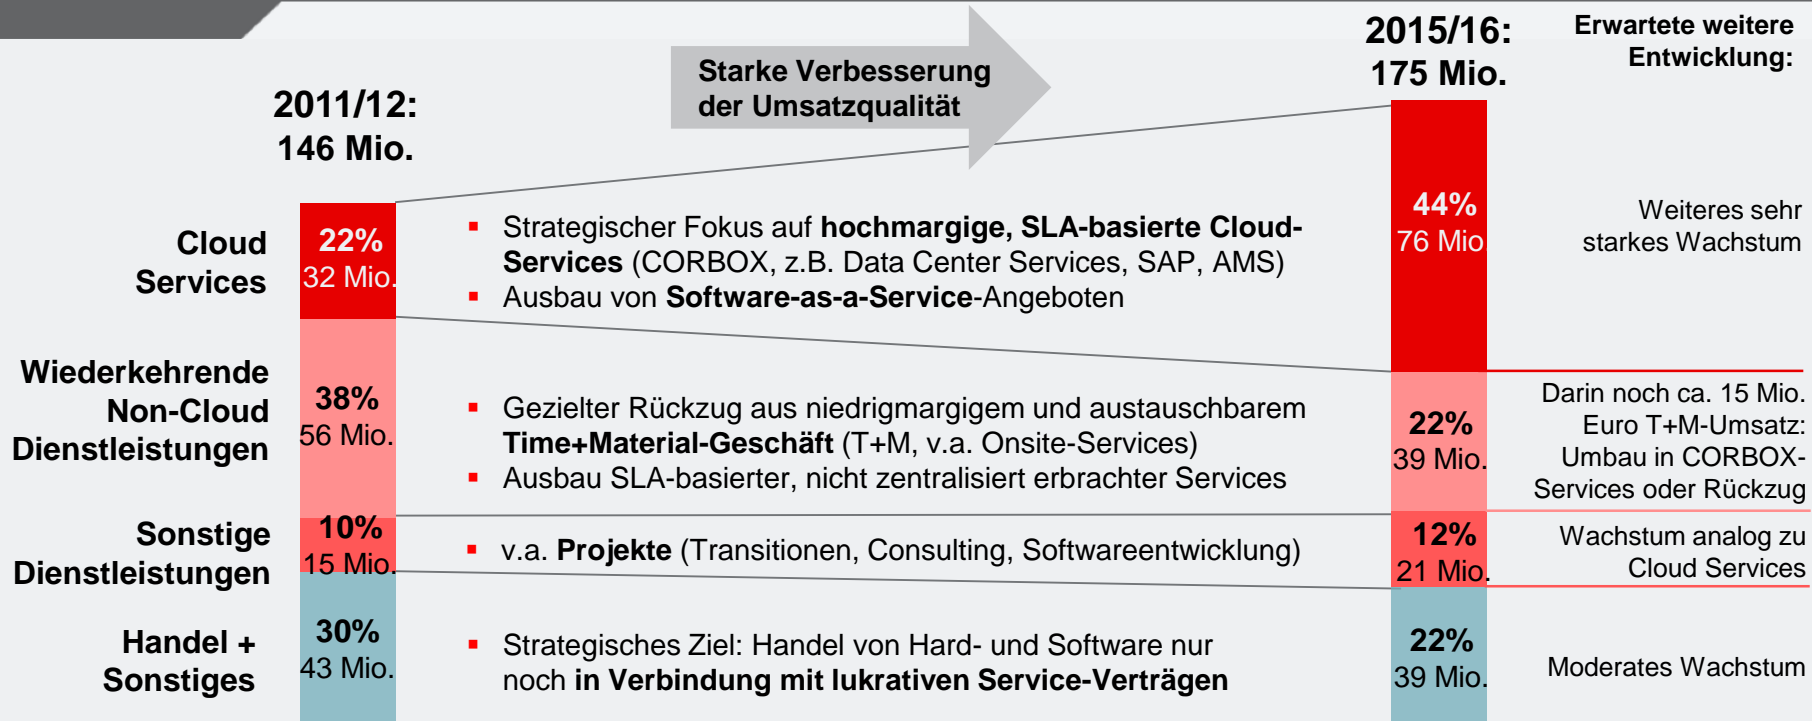 2011/12:
146 Mio.
Starke Verbesserung
der Umsatzqualität
2015/16:
175 Mio.
Erwartete weitere
Entwicklung:
Cloud
Services
22%
32 Mio.
▪ Strategischer Fokus auf hochmargige, SLA-basierte Cloud-
Services (CORBOX, z.B. Data Center Services, SAP, AMS)
▪ Ausbau von Software-as-a-Service-Angeboten
44%
76 Mio.
Weiteres sehr
starkes Wachstum
Wiederkehrende
Non-Cloud
Dienstleistungen
38%
56 Mio.
▪ Gezielter Rückzug aus niedrigmargigem und austauschbarem
Time+Material-Geschäft (T+M, v.a. Onsite-Services)
▪ Ausbau SLA-basierter, nicht zentralisiert erbrachter Services
22%
39 Mio.
Darin noch ca. 15 Mio.
Euro T+M-Umsatz:
Umbau in CORBOX-
Services oder Rückzug
Sonstige
Dienstleistungen
10%
15 Mio.
▪ v.a. Projekte (Transitionen, Consulting, Softwareentwicklung)
12%
21 Mio.
Wachstum analog zu
Cloud Services
Handel +
Sonstiges
30%
43 Mio.
▪ Strategisches Ziel: Handel von Hard- und Software nur
noch in Verbindung mit lukrativen Service-Verträgen
22%
39 Mio.
Moderates Wachstum